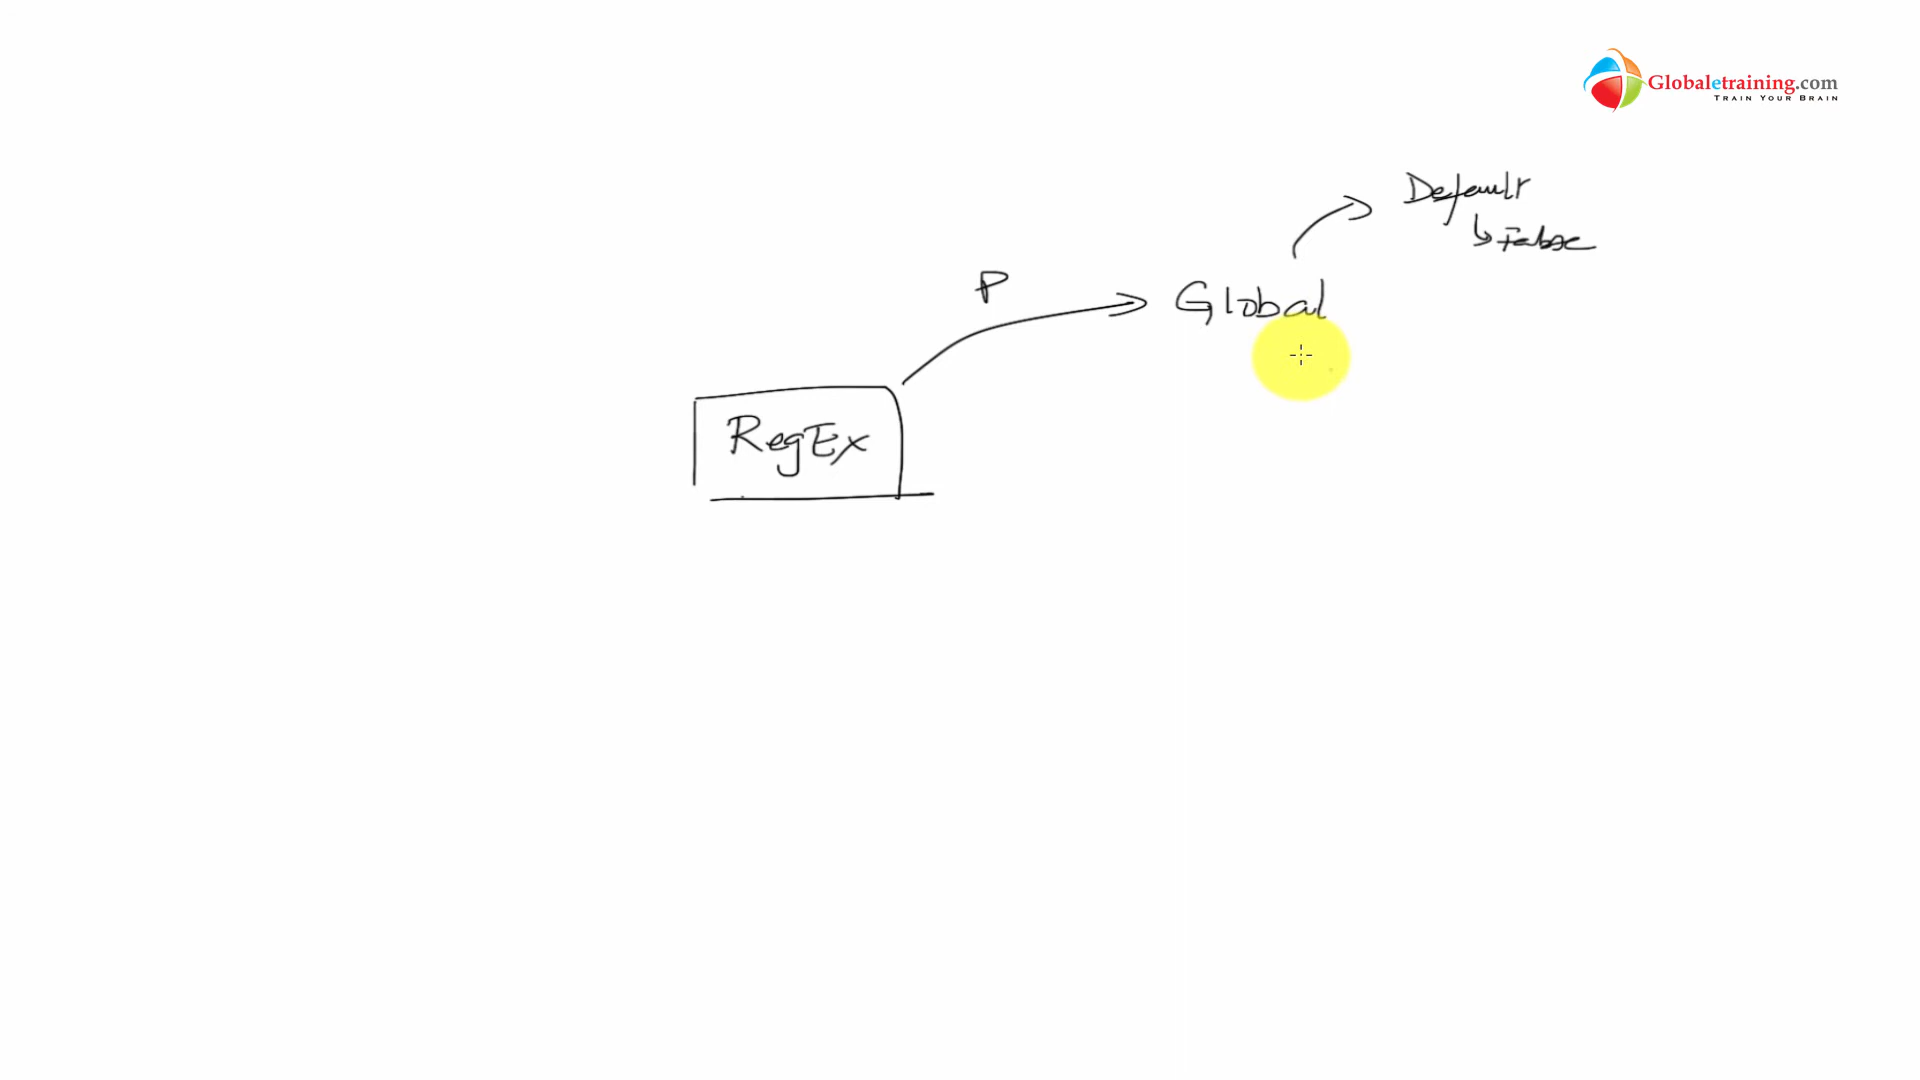 Globaletraining.com
Train Your Brain
Default
False
P
Global
RegEx